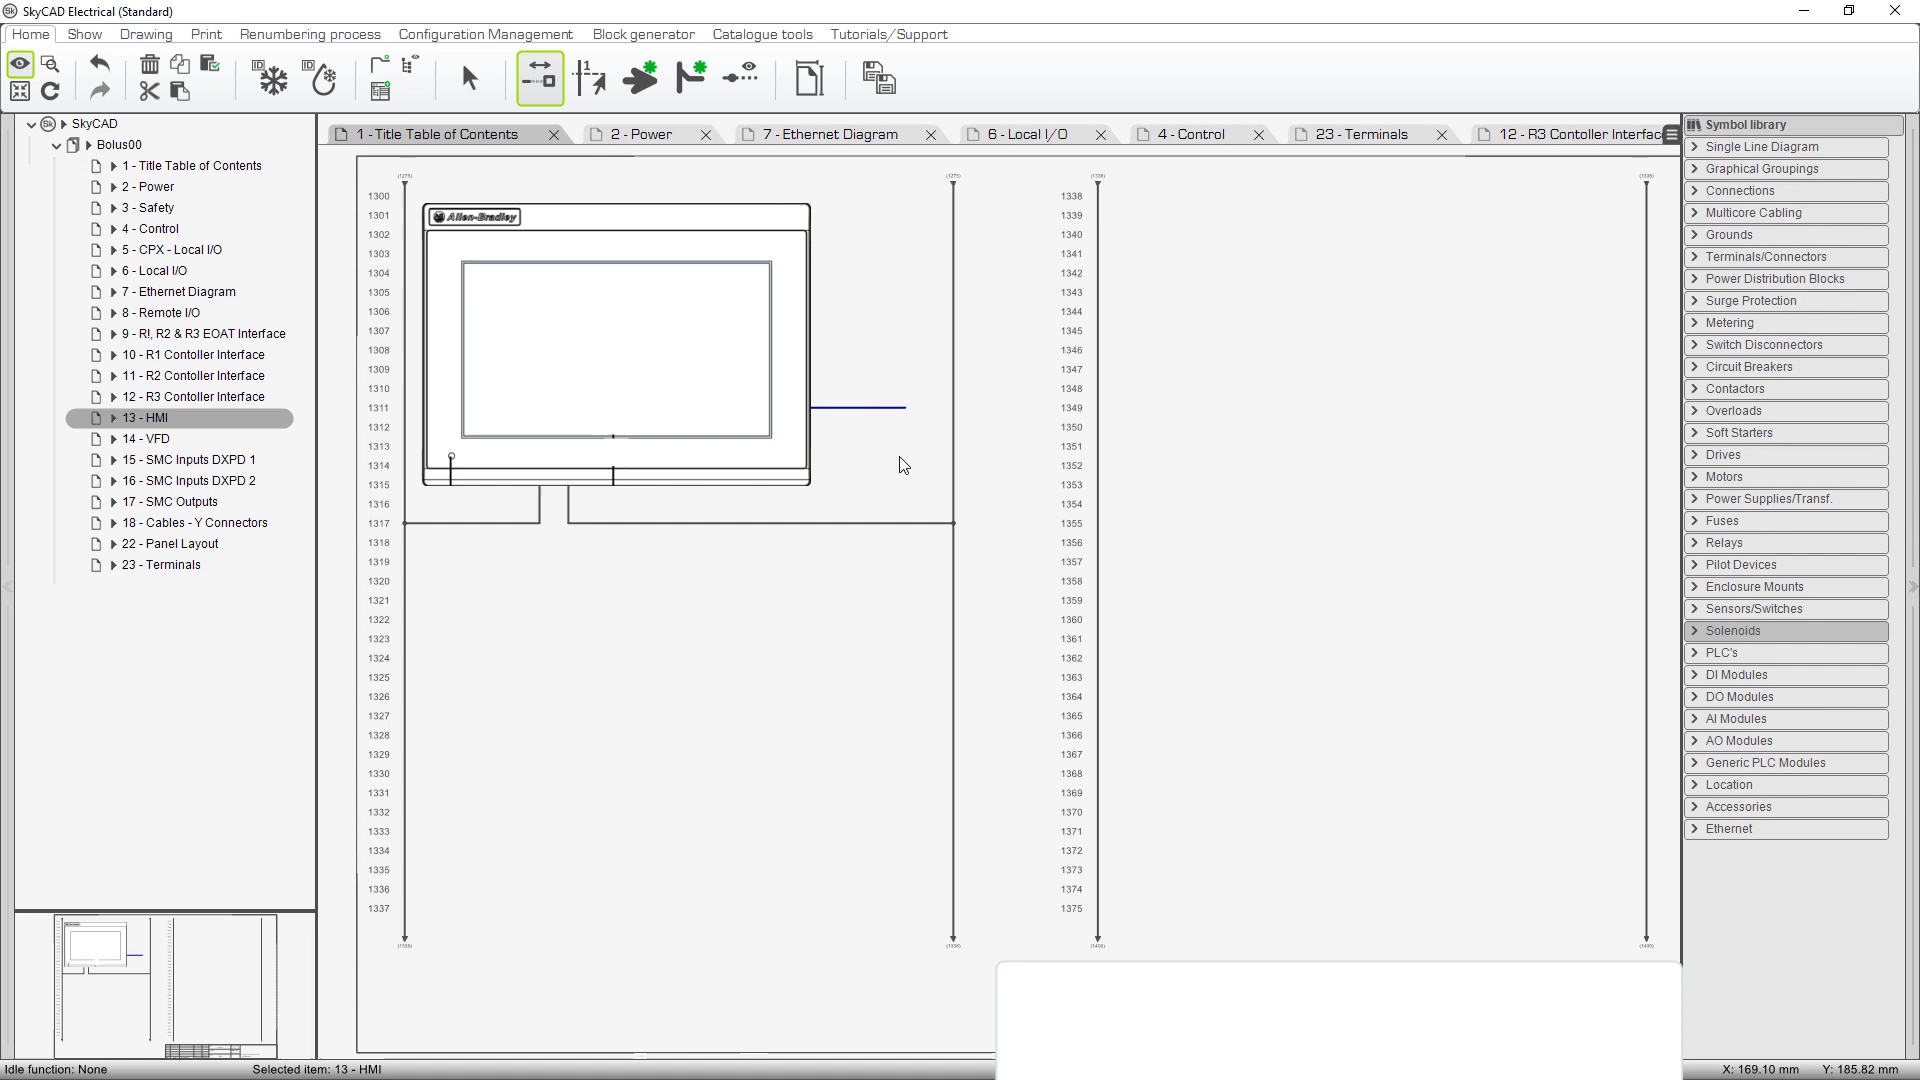 SkyCAD Electrical (Standard)
Home Show Drawing Print Renumbering process Configuration Management Block generator Catalogue tools Tutorials/Support
ID ID 1
SkyCAD
Bolus00
1 - Title Table of Contents
2 - Power
3 - Safety
4 - Control
5 - CPX - Local I/O
6 - Local I/O
7 - Ethernet Diagram
8 - Remote I/O
9 - R!, R2 & R3 EOAT Interface
10 - R1 Contoller Interface
11 - R2 Contoller Interface
12 - R3 Contoller Interface
13 - HMI
14 - VFD
15 - SMC Inputs DXPD 1
16 - SMC Inputs DXPD 2
17 - SMC Outputs
18 - Cables - Y Connectors
22 - Panel Layout
23 - Terminals
1 - Title Table of Contents 2 - Power 7 - Ethernet Diagram 6 - Local I/O 4 - Control 23 - Terminals 12 - R3 Contoller Interfac
(1275) (1275) (1338) (1338)
Allen-Bradley
1300
1301
1302
1303
1304
1305
1306
1307
1308
1309
1310
1311
1312
1313
1314
1315
1316
1317
1318
1319
1320
1321
1322
1323
1324
1325
1326
1327
1328
1329
1330
1331
1332
1333
1334
1335
1336
1337
1338
1339
1340
1341
1342
1343
1344
1345
1346
1347
1348
1349
1350
1351
1352
1353
1354
1355
1356
1357
1358
1359
1360
1361
1362
1363
1364
1365
1366
1367
1368
1369
1370
1371
1372
1373
1374
1375
(1338) (1338) (1400) (1400)
Symbol library
Single Line Diagram
Graphical Groupings
Connections
Multicore Cabling
Grounds
Terminals/Connectors
Power Distribution Blocks
Surge Protection
Metering
Switch Disconnectors
Circuit Breakers
Contactors
Overloads
Soft Starters
Drives
Motors
Power Supplies/Transf.
Fuses
Relays
Pilot Devices
Enclosure Mounts
Sensors/Switches
Solenoids
PLC's
DI Modules
DO Modules
AI Modules
AO Modules
Generic PLC Modules
Location
Accessories
Ethernet
Idle function: None Selected item: 13 - HMI X: 169.10 mm Y: 185.82 mm